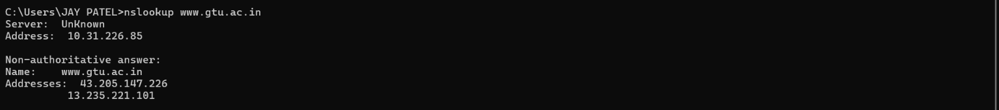 C:\Users\JAY PATEL>nslookup www.gtu.ac.in
Server:  UnKnown
Address:  10.31.226.85

Non-authoritative answer:
Name:    www.gtu.ac.in
Addresses:  43.205.147.226
          13.235.221.101